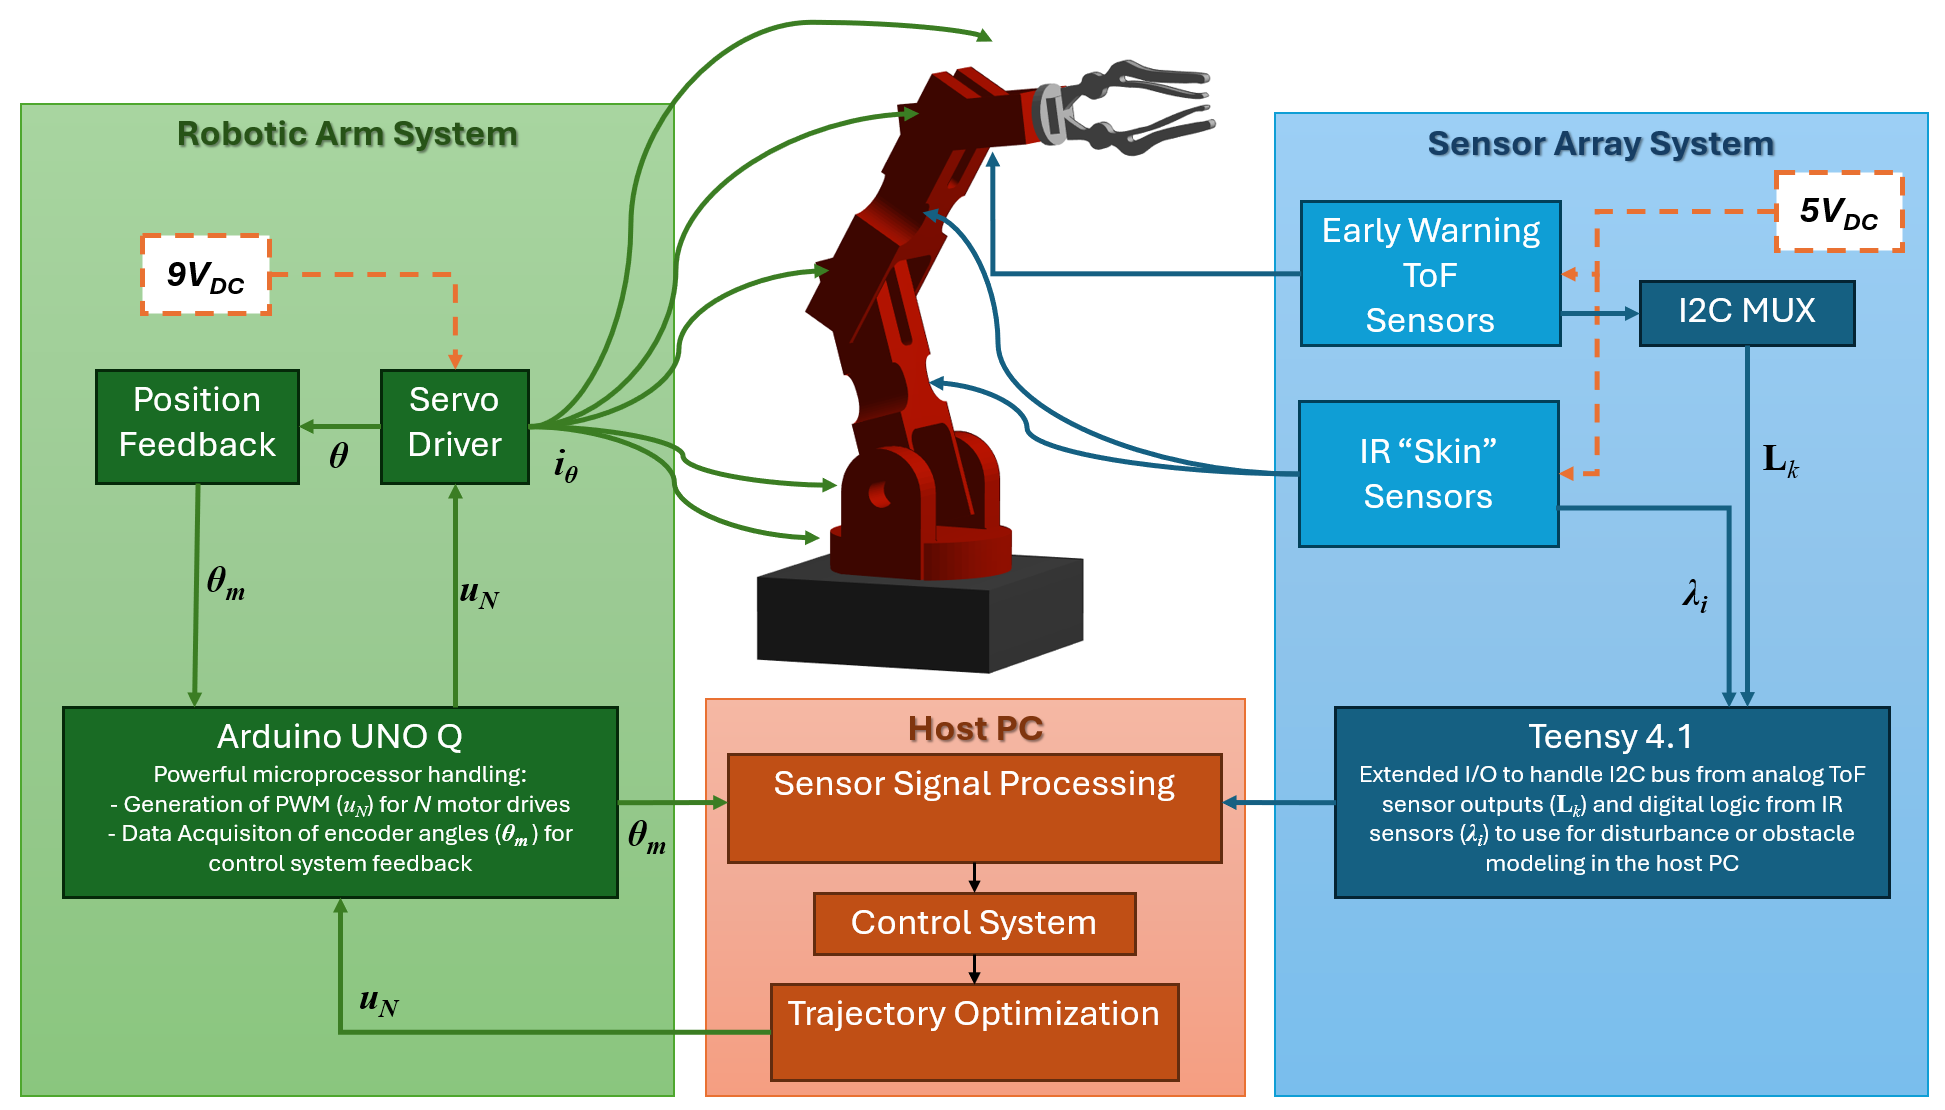 Robotic Arm System
9V_DC
Position
Feedback
Servo
Driver
θ
i_θ
θ_m
u_N
Arduino UNO Q
Powerful microprocessor handling:
- Generation of PWM (u_N) for N motor drives
- Data Acquisiton of encoder angles (θ_m) for
control system feedback
θ_m
u_N
Host PC
Sensor Signal Processing
Control System
Trajectory Optimization
Sensor Array System
5V_DC
Early Warning
ToF
Sensors
I2C MUX
IR “Skin”
Sensors
L_k
λ_i
Teensy 4.1
Extended I/O to handle I2C bus from analog ToF
sensor outputs (L_k) and digital logic from IR
sensors (λ_i) to use for disturbance or obstacle
modeling in the host PC